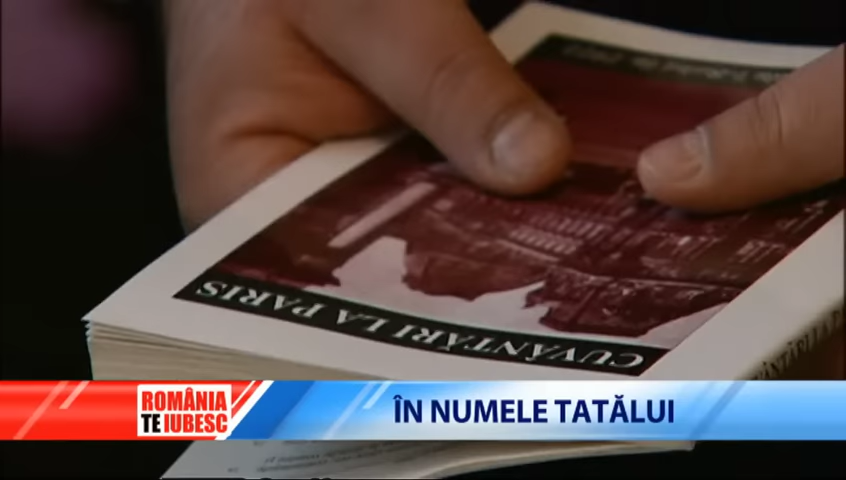 CUVÂNTĂRI LA PARIS
ROMÂNIA
TE IUBESC
ÎN NUMELE TATĂLUI